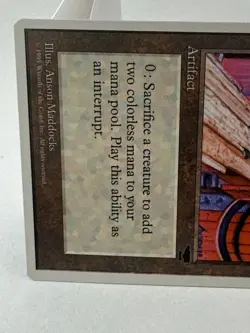 Artifact
0: Sacrifice a creature to add
two colorless mana to your
mana pool. Play this ability as
an interrupt.
Illus. Anson Maddocks